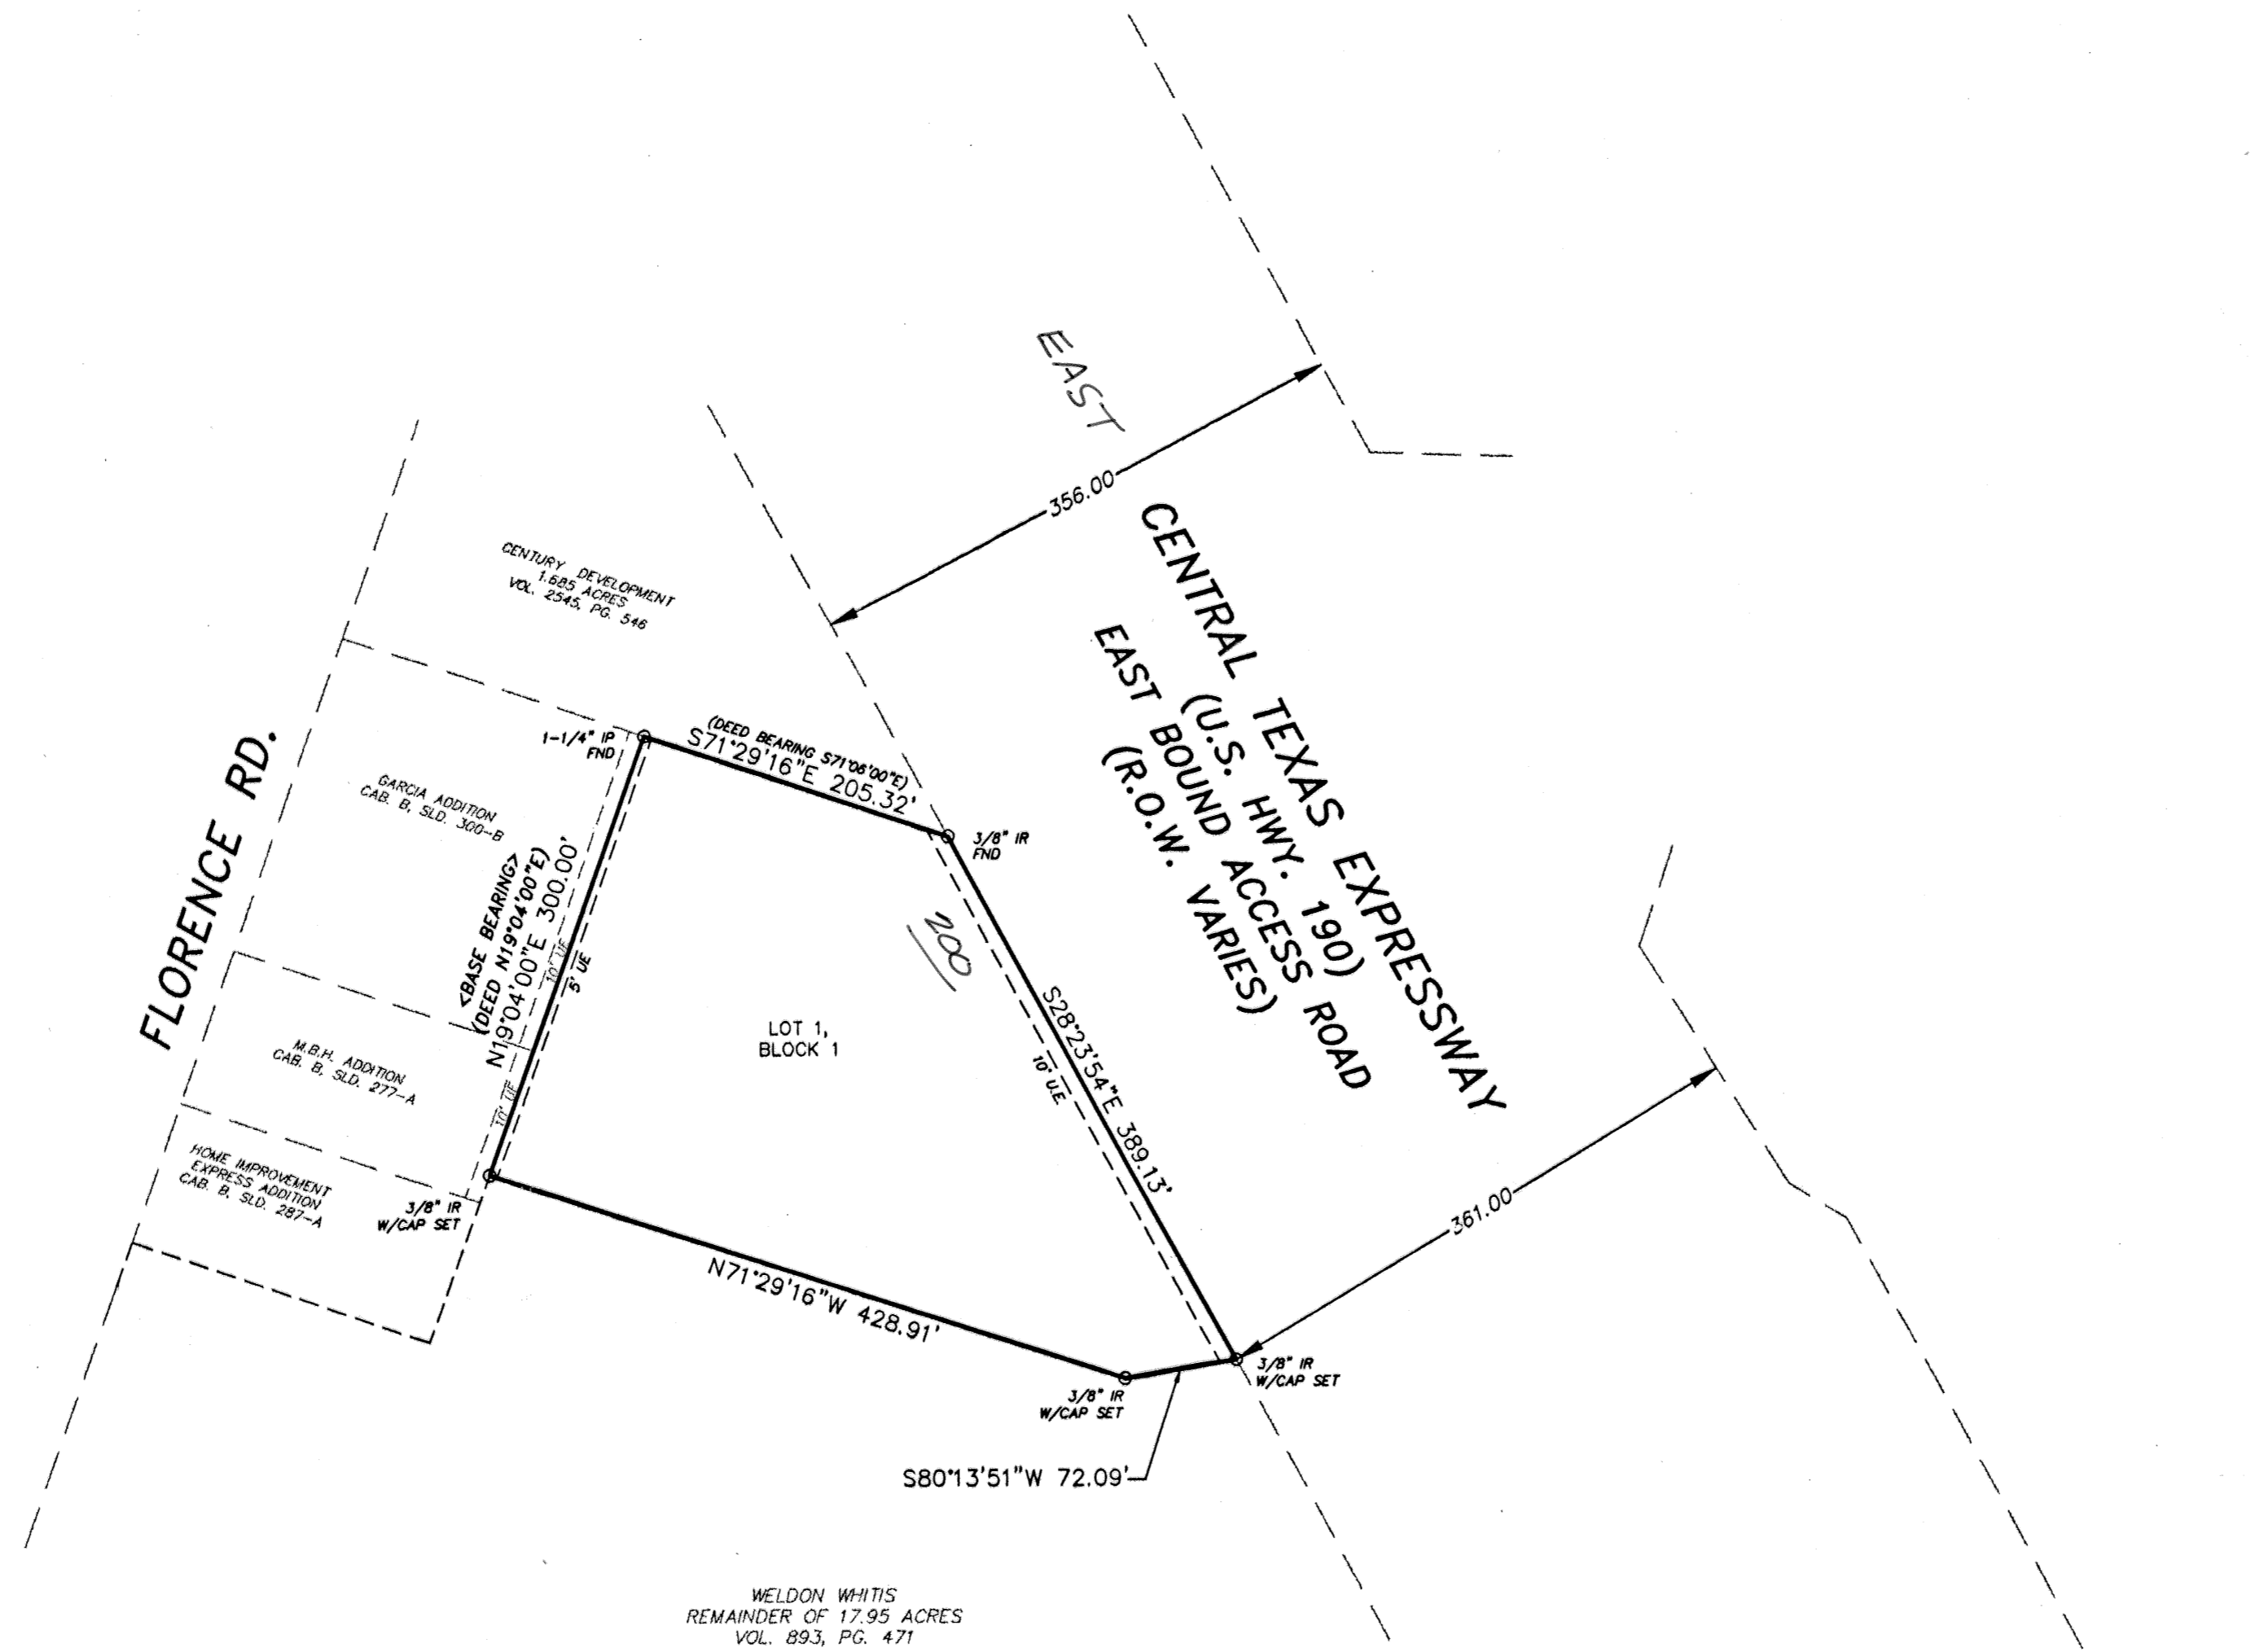 EAST
356.00
CENTRAL TEXAS EXPRESSWAY
(U.S. HWY. 190)
EAST BOUND ACCESS ROAD
(R.O.W. VARIES)
CENTURY DEVELOPMENT
1.685 ACRES
VOL. 2545, PG. 546
FLORENCE RD.
1-1/4" IP
FND
(DEED BEARING S71°06'00"E)
S71°29'16"E 205.32'
3/8" IR
FND
GARCIA ADDITION
CAB. B, SLD. 300-B
<BASE BEARING>
(DEED N19°04'00"E)
N19°04'00"E 300.00'
10' UE
5' UE
200
LOT 1,
BLOCK 1
S28°23'54"E 389.13'
10' U.E.
M.B.H. ADDITION
CAB. B, SLD. 277-A
10' UE
HOME IMPROVEMENT
EXPRESS ADDITION
CAB. B, SLD. 287-A
3/8" IR
W/CAP SET
361.00
N71°29'16"W 428.91'
3/8" IR
W/CAP SET
3/8" IR
W/CAP SET
S80°13'51"W 72.09'
WELDON WHITIS
REMAINDER OF 17.95 ACRES
VOL. 893, PG. 471